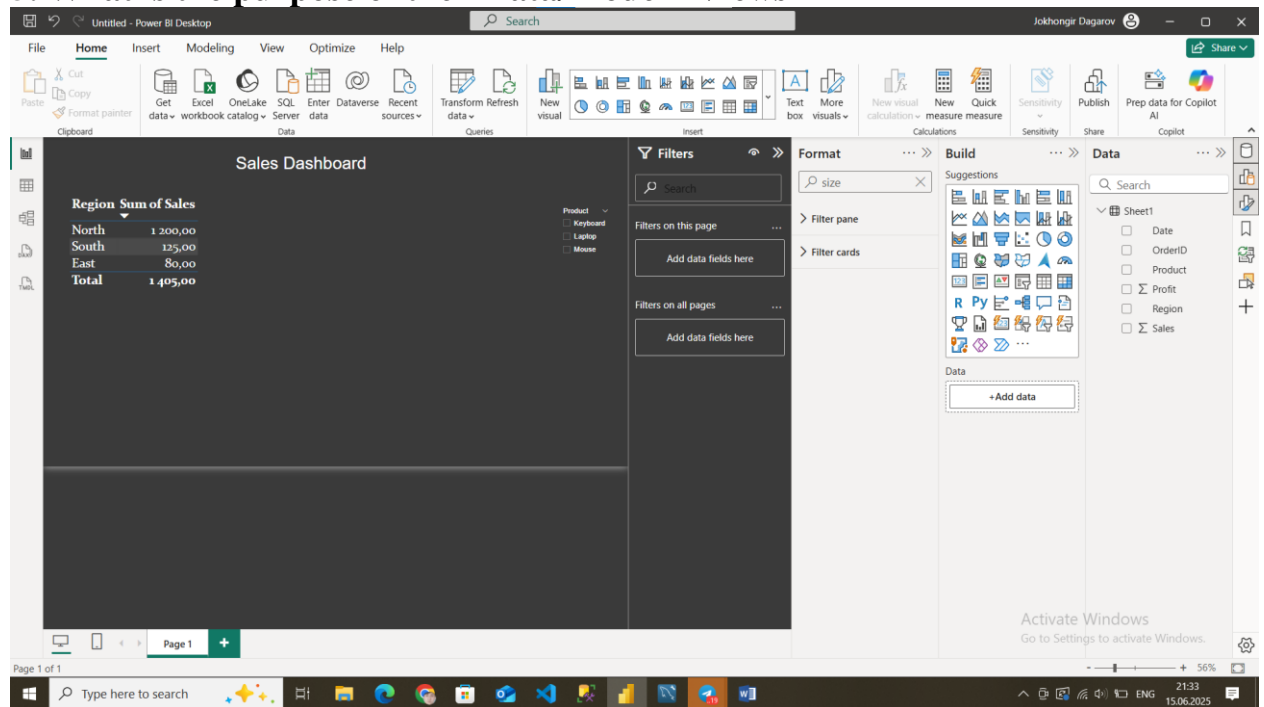 Untitled - Power BI Desktop
Search
Jokhongir Dagarov
File Home Insert Modeling View Optimize Help
Share
Paste
Cut
Copy
Format painter
Clipboard
Get data
Excel workbook
OneLake catalog
SQL Server
Enter data
Dataverse
Recent sources
Data
Transform data
Refresh
Queries
New visual
Insert
Text box
More visuals
New visual calculation
New measure
Quick measure
Calculations
Sensitivity
Sensitivity
Publish
Share
Prep data for AI
Copilot
Copilot
Sales Dashboard
Region Sum of Sales
North 1 200,00
South 125,00
East 80,00
Total 1 405,00
Product
Keyboard
Laptop
Mouse
Filters
Search
Filters on this page ...
Add data fields here
Filters on all pages ...
Add data fields here
Format
size
Filter pane
Filter cards
Build
Suggestions
123
R Py
Data
+Add data
Data
Search
Sheet1
Date
OrderID
Product
Σ Profit
Region
Σ Sales
TMDL
Activate Windows
Go to Settings to activate Windows.
Page 1
Page 1 of 1
- + 56%
Type here to search
ENG
21:33
15.06.2025